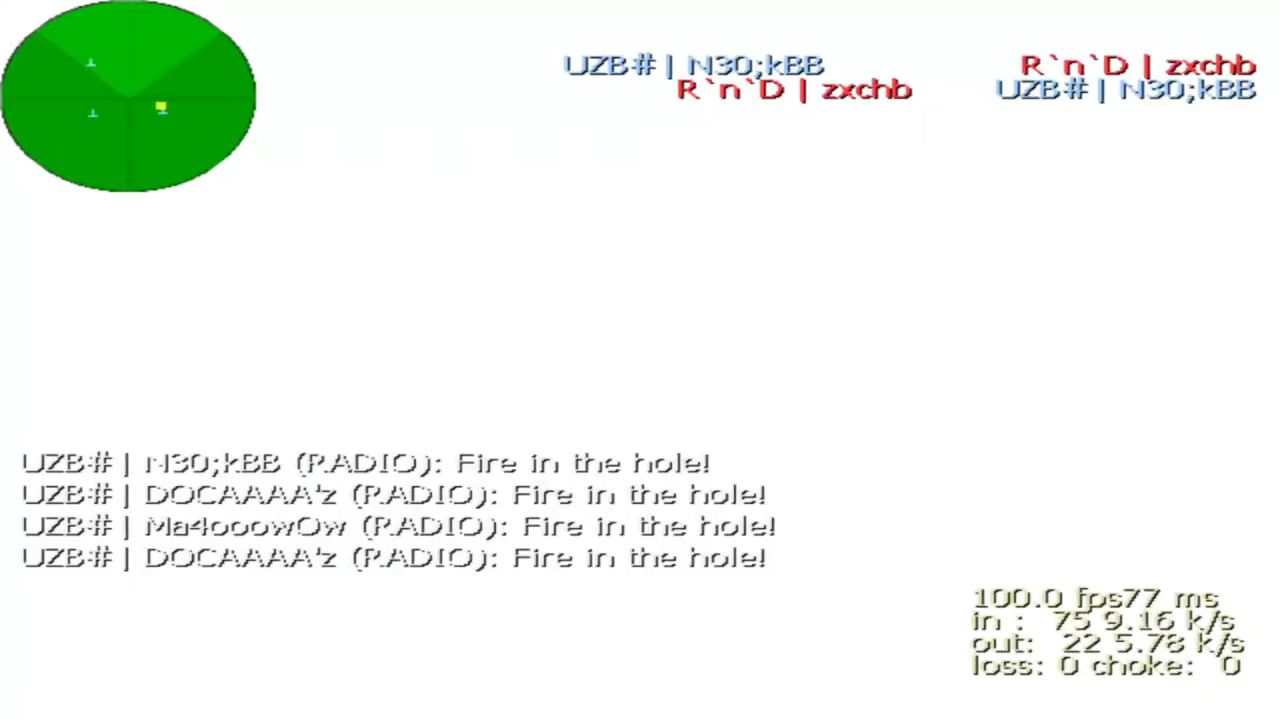 UZB# | N30;kBB R`n`D | zxchb
R`n`D | zxchb UZB# | N30;kBB
UZB# | N30;kBB (RADIO): Fire in the hole!
UZB# | DOCAAAA'z (RADIO): Fire in the hole!
UZB# | Ma4ooowOw (RADIO): Fire in the hole!
UZB# | DOCAAAA'z (RADIO): Fire in the hole!
100.0 fps77 ms
in : 75 9.16 k/s
out: 22 5.78 k/s
loss: 0 choke: 0